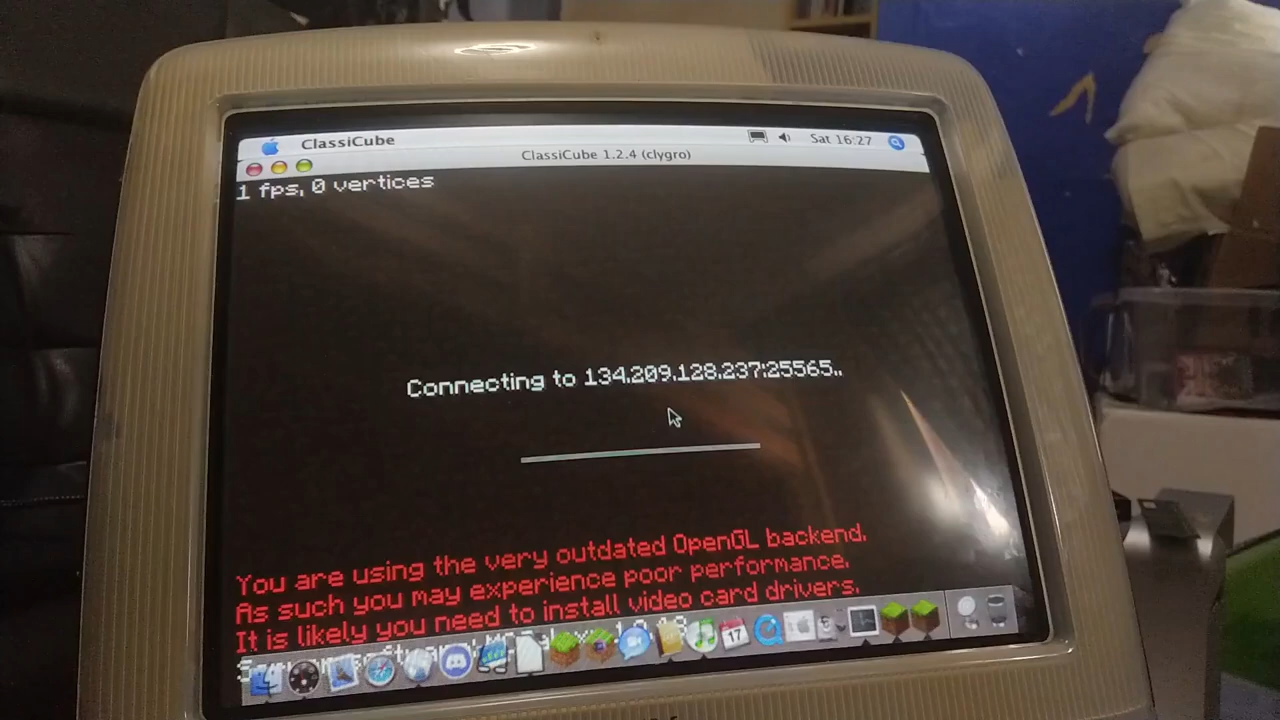 ClassiCube
Sat 16:27
ClassiCube 1.2.4 (clygro)
1 fps, 0 vertices
Connecting to 134.209.128.237:25565..
You are using the very outdated OpenGL backend.
As such you may experience poor performance.
It is likely you need to install video card drivers.
17